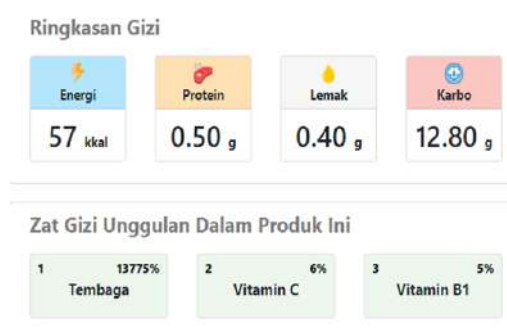 Ringkasan Gizi
Energi Protein Lemak Karbo
57 kkal 0.50 g 0.40 g 12.80 g
Zat Gizi Unggulan Dalam Produk Ini
1 13775% 2 6% 3 5%
Tembaga Vitamin C Vitamin B1